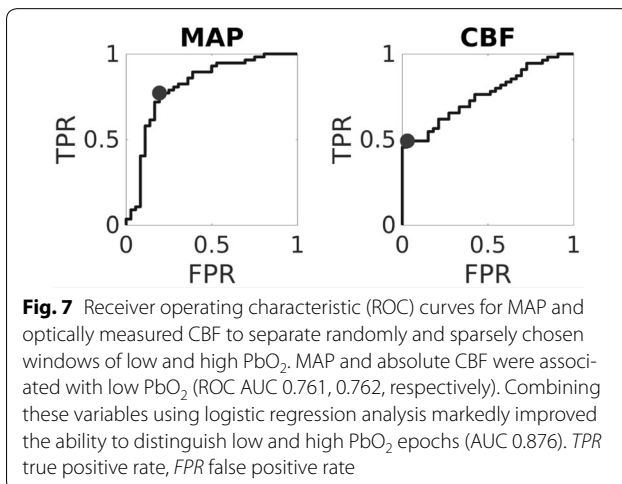 MAP
CBF
1
0.5
0
TPR
0
0.5
1
FPR
1
0.5
0
TPR
0
0.5
1
FPR
Fig. 7 Receiver operating characteristic (ROC) curves for MAP and
optically measured CBF to separate randomly and sparsely chosen
windows of low and high PbO₂. MAP and absolute CBF were associ-
ated with low PbO₂ (ROC AUC 0.761, 0.762, respectively). Combining
these variables using logistic regression analysis markedly improved
the ability to distinguish low and high PbO₂ epochs (AUC 0.876). TPR
true positive rate, FPR false positive rate